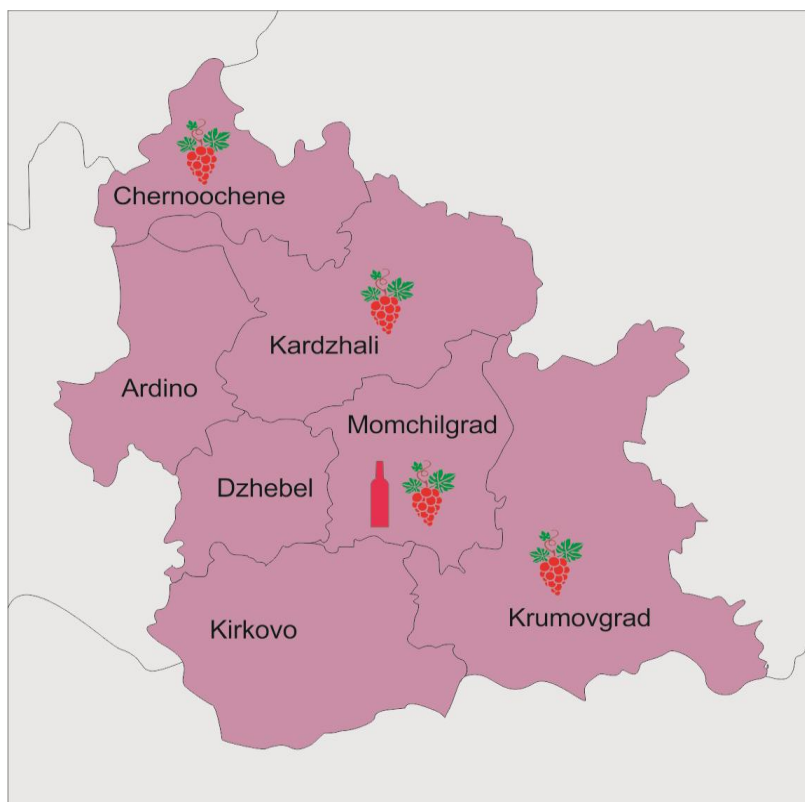 Chernoochene
Kardzhali
Ardino
Momchilgrad
Dzhebel
Krumovgrad
Kirkovo